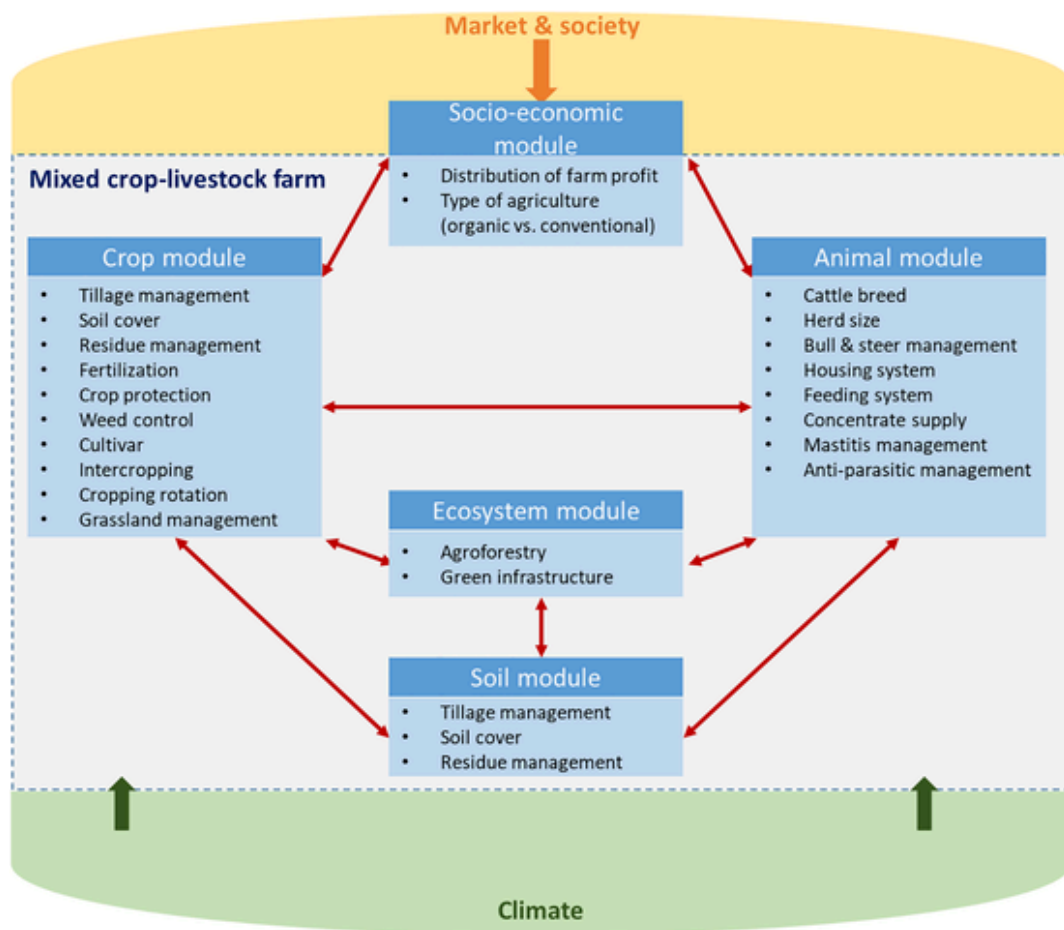 Market & society
Socio-economic
module
• Distribution of farm profit
• Type of agriculture
(organic vs. conventional)
Mixed crop-livestock farm
Crop module
• Tillage management
• Soil cover
• Residue management
• Fertilization
• Crop protection
• Weed control
• Cultivar
• Intercropping
• Cropping rotation
• Grassland management
Animal module
• Cattle breed
• Herd size
• Bull & steer management
• Housing system
• Feeding system
• Concentrate supply
• Mastitis management
• Anti-parasitic management
Ecosystem module
• Agroforestry
• Green infrastructure
Soil module
• Tillage management
• Soil cover
• Residue management
Climate